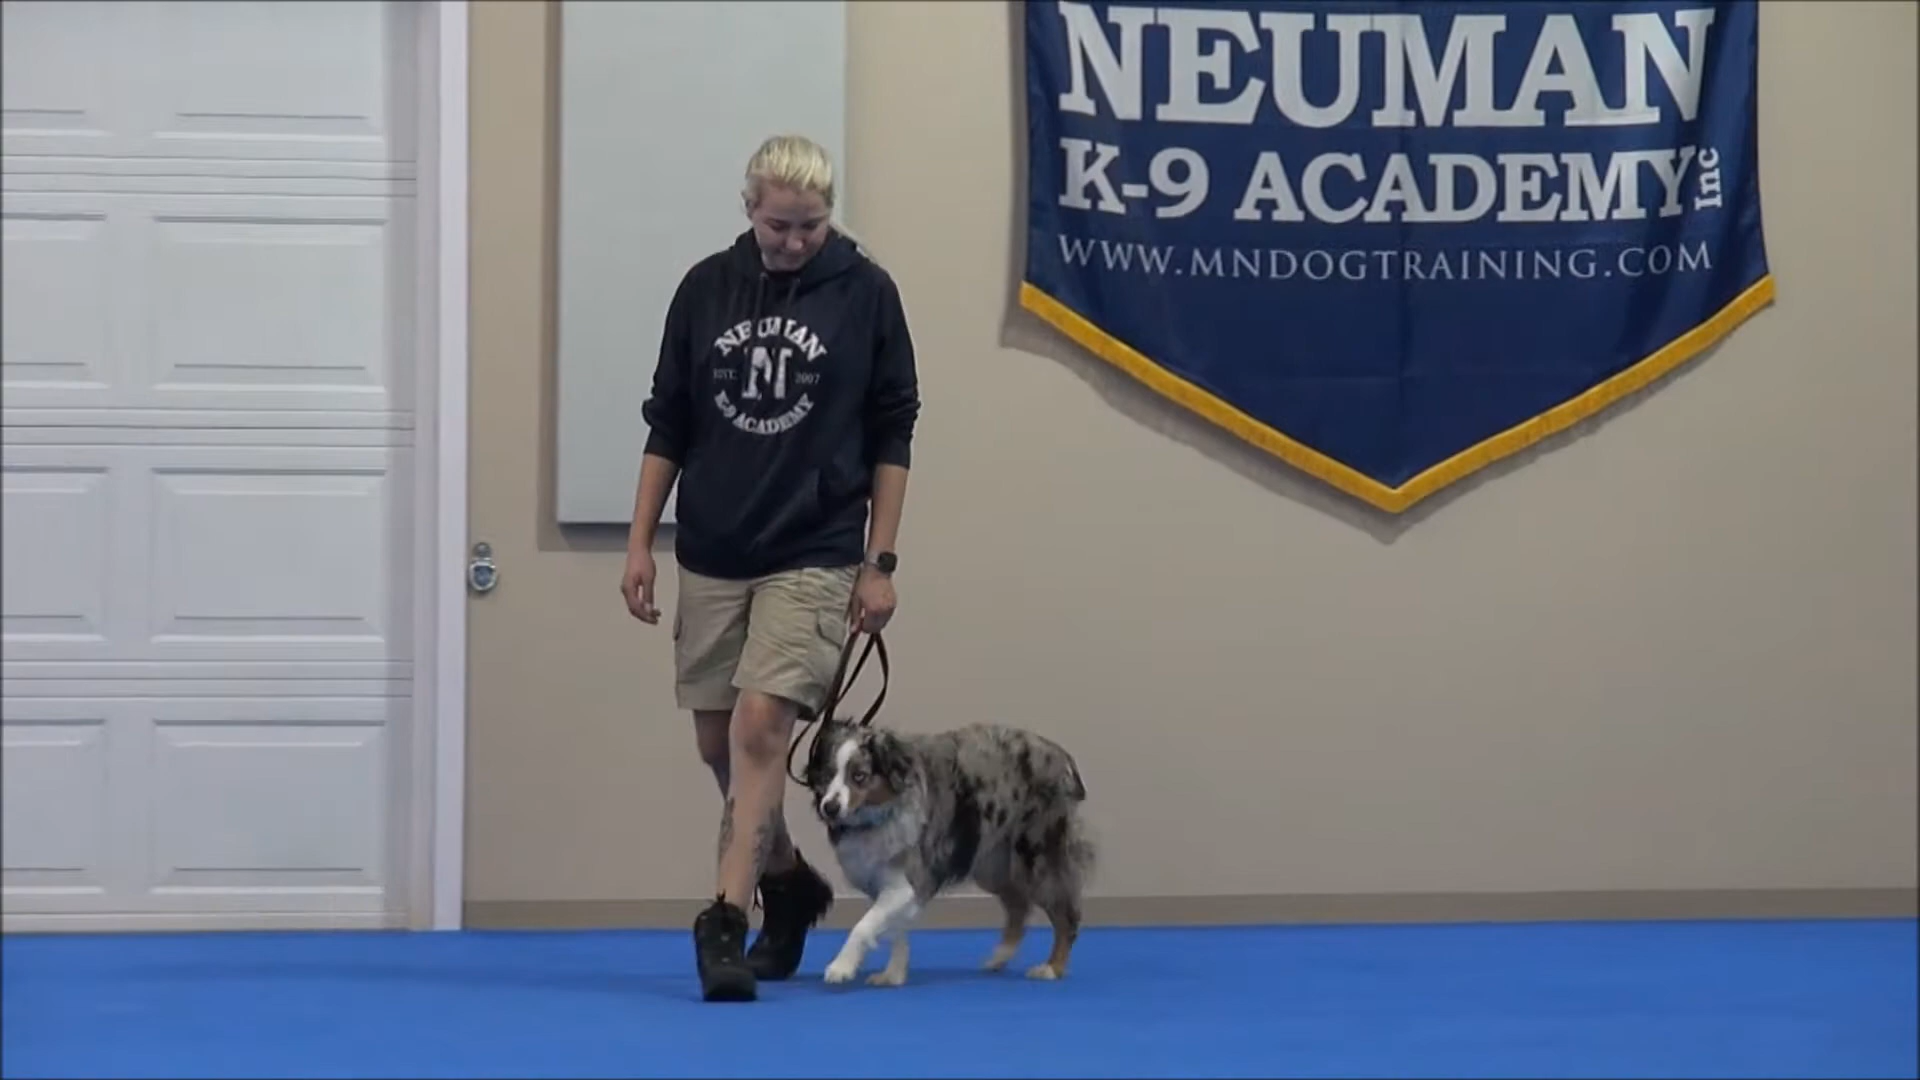 NEUMAN
K-9 ACADEMY Inc
WWW.MNDOGTRAINING.COM
NEUMAN
EST. N 2007
K-9 ACADEMY